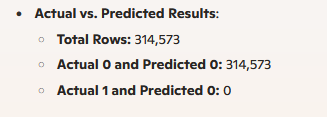 • Actual vs. Predicted Results:
○ Total Rows: 314,573
○ Actual 0 and Predicted 0: 314,573
○ Actual 1 and Predicted 0: 0